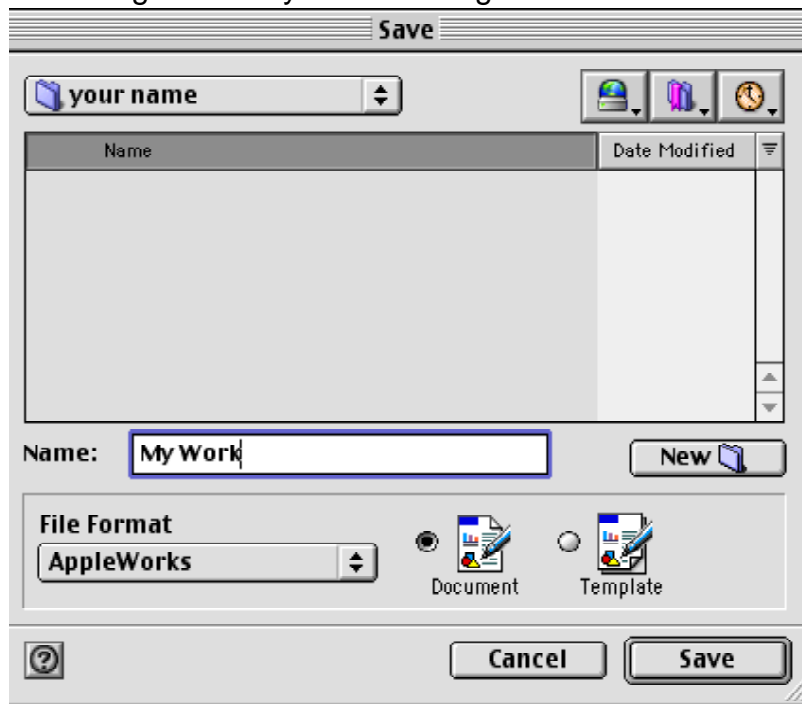 Save
your name
Name Date Modified
Name: My Work New
File Format
AppleWorks
Document Template
Cancel Save